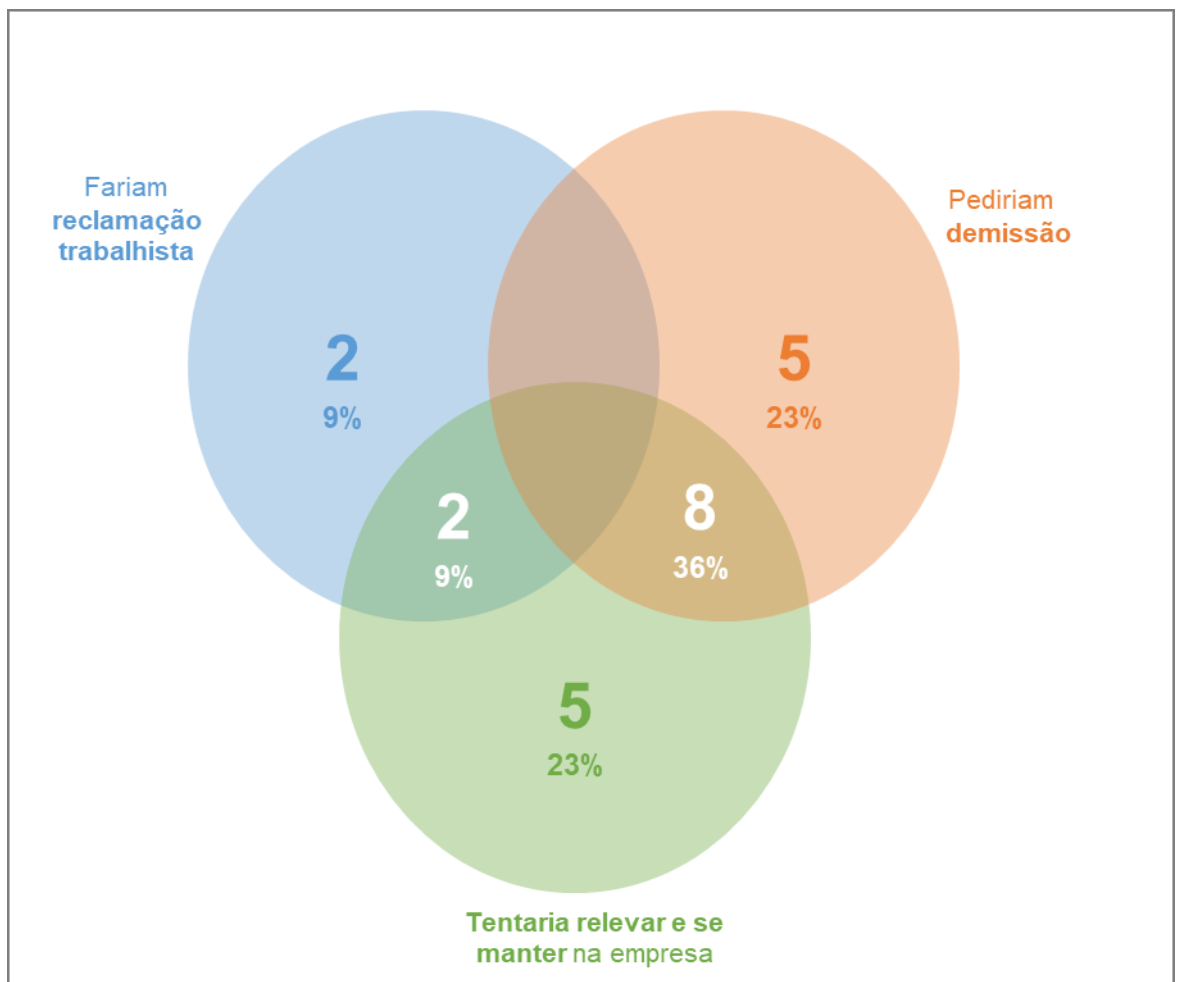 Fariam
reclamação
trabalhista
Pediriam
demissão
2
9%
5
23%
2
9%
8
36%
5
23%
Tentaria relevar e se
manter na empresa